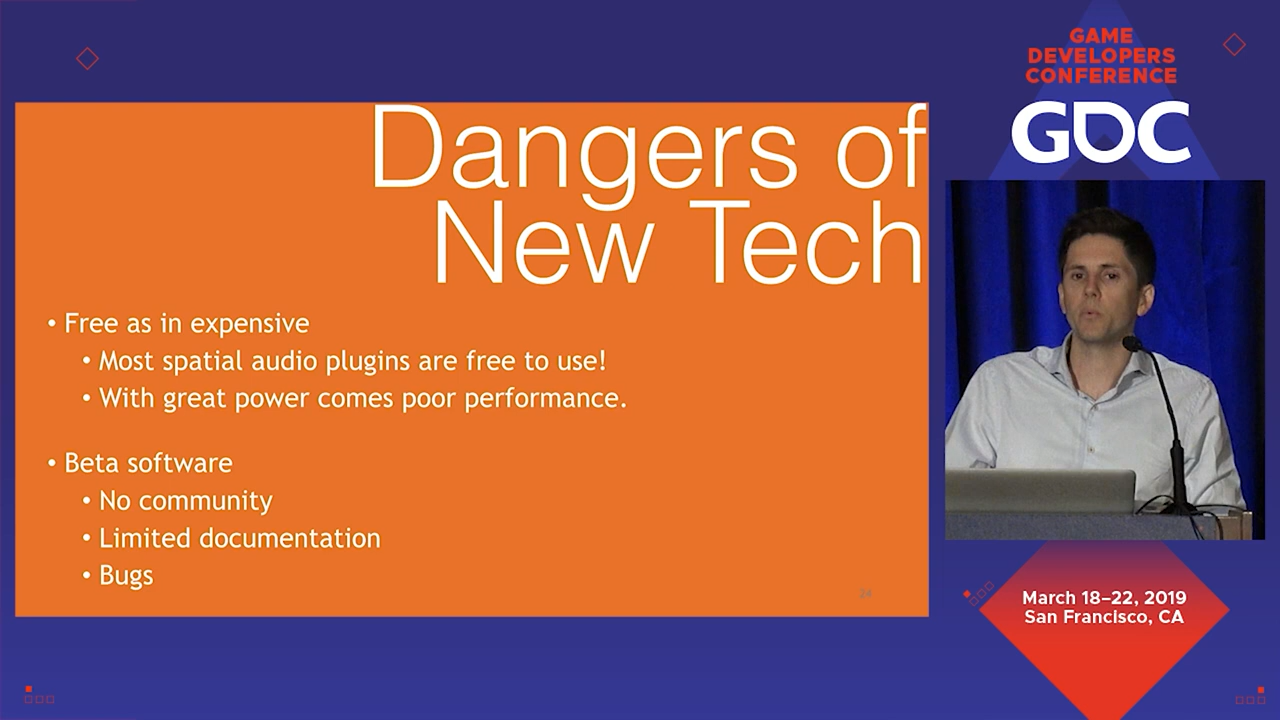 Dangers of
New Tech
• Free as in expensive
• Most spatial audio plugins are free to use!
• With great power comes poor performance.
• Beta software
• No community
• Limited documentation
• Bugs
24
GAME
DEVELOPERS
CONFERENCE
GDC
March 18–22, 2019
San Francisco, CA